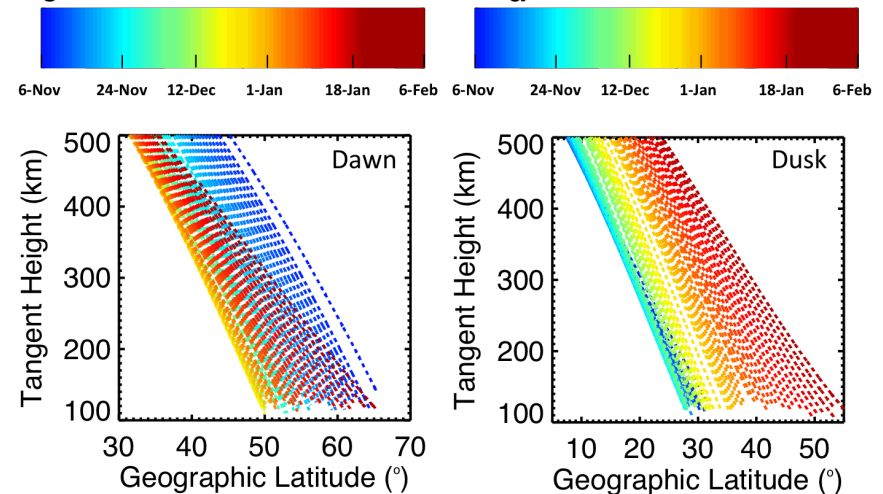 6-Nov 24-Nov 12-Dec 1-Jan 18-Jan 6-Feb
6-Nov 24-Nov 12-Dec 1-Jan 18-Jan 6-Feb
Dawn
500
400
300
200
100
Tangent Height (km)
30 40 50 60 70
Geographic Latitude (°)
Dusk
500
400
300
200
100
Tangent Height (km)
10 20 30 40 50
Geographic Latitude (°)